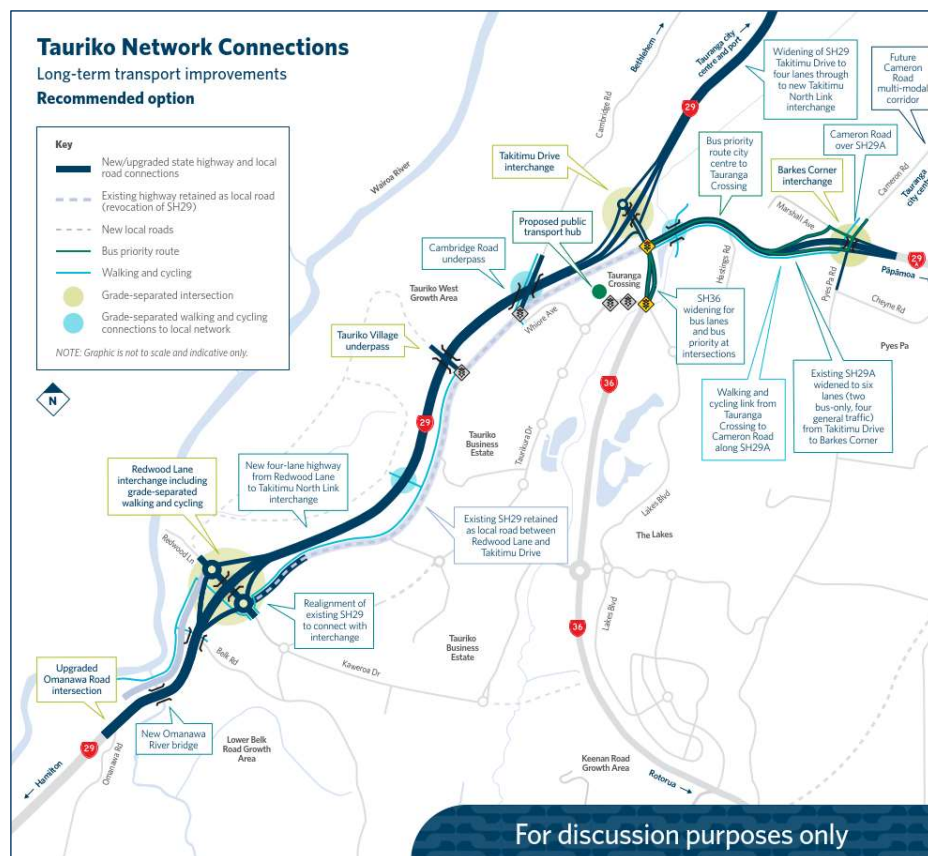 Tauriko Network Connections
Long-term transport improvements
Recommended option
Key
New/upgraded state highway and local
road connections
Existing highway retained as local road
(revocation of SH29)
New local roads
Bus priority route
Walking and cycling
Grade-separated intersection
Grade-separated walking and cycling
connections to local network
NOTE: Graphic is not to scale and indicative only.
N
Wairoa River
Bethlehem
Cambridge Rd
Tauranga city
centre and port
29
Widening of SH29
Takitimu Drive to
four lanes through
to new Takitimu
North Link
interchange
Future
Cameron
Road
multi-modal
corridor
Takitimu Drive
interchange
Bus priority
route city
centre to
Tauranga
Crossing
Cameron Road
over SH29A
Barkes Corner
interchange
Cameron Rd
Tauranga
Marshall Ave
Proposed public
transport hub
Cambridge Road
underpass
Tauriko West
Growth Area
Tauranga
Crossing
Whiore Ave
Hastings Rd
Pyes Pa Rd
29
A
Pāpāmoa
Cheyne Rd
Pyes Pa
Tauriko Village
underpass
SH36
widening for
bus lanes
and bus
priority at
intersections
36
Walking and
cycling link from
Tauranga
Crossing to
Cameron Road
along SH29A
Existing SH29A
widened to six
lanes (two
bus-only, four
general traffic)
from Takitimu Drive
to Barkes Corner
29
Tauriko
Business
Estate
Taurikura Dr
Redwood Lane
interchange including
grade-separated
walking and cycling
New four-lane highway
from Redwood Lane
to Takitimu North Link
interchange
Existing SH29 retained
as local road between
Redwood Lane and
Takitimu Drive
Lakes Blvd
The Lakes
Redwood Ln
Realignment of
existing SH29
to connect with
interchange
36
Lakes Blvd
Tauriko
Business
Estate
Belk Rd
Kaweroa Dr
Upgraded
Omanawa Road
intersection
New Omanawa
River bridge
Lower Belk
Road Growth
Area
29
Hamilton
Omanawa Rd
Keenan Road
Growth Area
Rotorua
For discussion purposes only